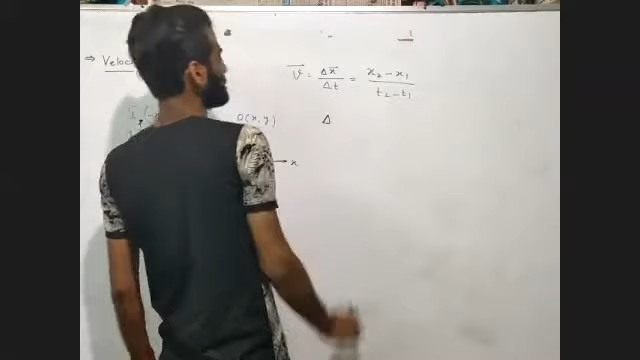 ⇒ Veloc
v⃗ = Δx⃗/Δt = x₂ - x₁/t₂ - t₁
O(x, y)
Δ
x